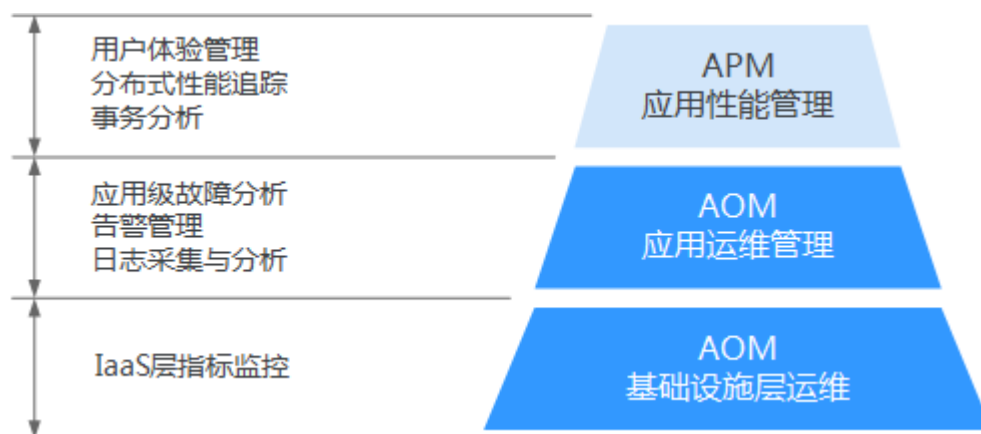 用户体验管理
分布式性能追踪
事务分析
APM
应用性能管理
应用级故障分析
告警管理
日志采集与分析
AOM
应用运维管理
IaaS层指标监控
AOM
基础设施层运维